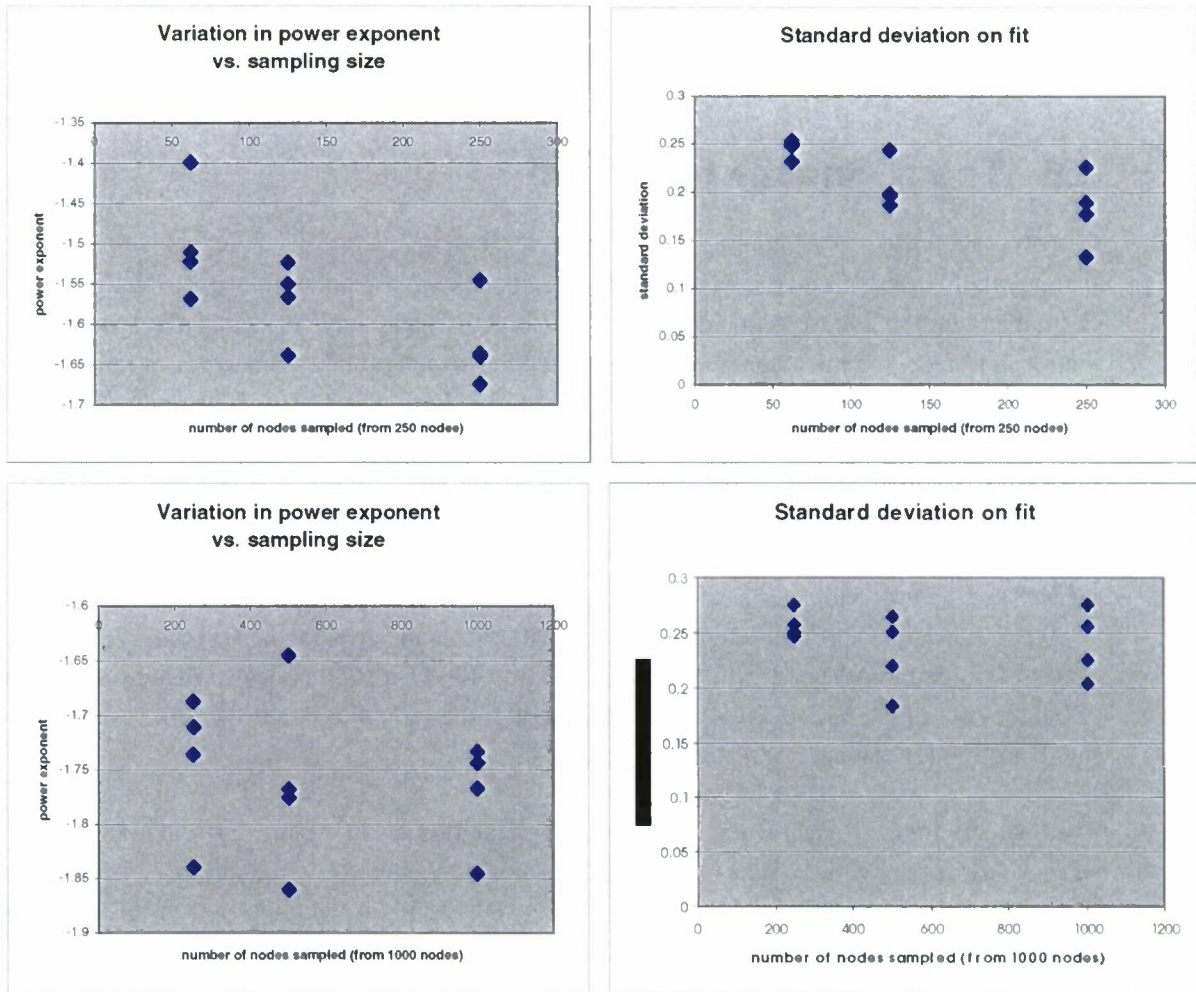 Variation in power exponent
vs. sampling size
-1.35
0 50 100 150 200 250 300
-1.4
-1.45
-1.5
-1.55
-1.6
-1.65
-1.7
power exponent
number of nodes sampled (from 250 nodes)
Standard deviation on fit
0.3
0.25
0.2
0.15
0.1
0.05
0
0 50 100 150 200 250 300
standard deviation
number of node sampled (from 250 nodes)
Variation in power exponent
vs. sampling size
-1.6
0 200 400 600 800 1000 1200
-1.65
-1.7
-1.75
-1.8
-1.85
-1.9
power exponent
number of nodes sampled (from 1000 nodes)
Standard deviation on fit
0.3
0.25
0.2
0.15
0.1
0.05
0
0 200 400 600 800 1000 1200
number of nodes sampled (from 1000 nodes)